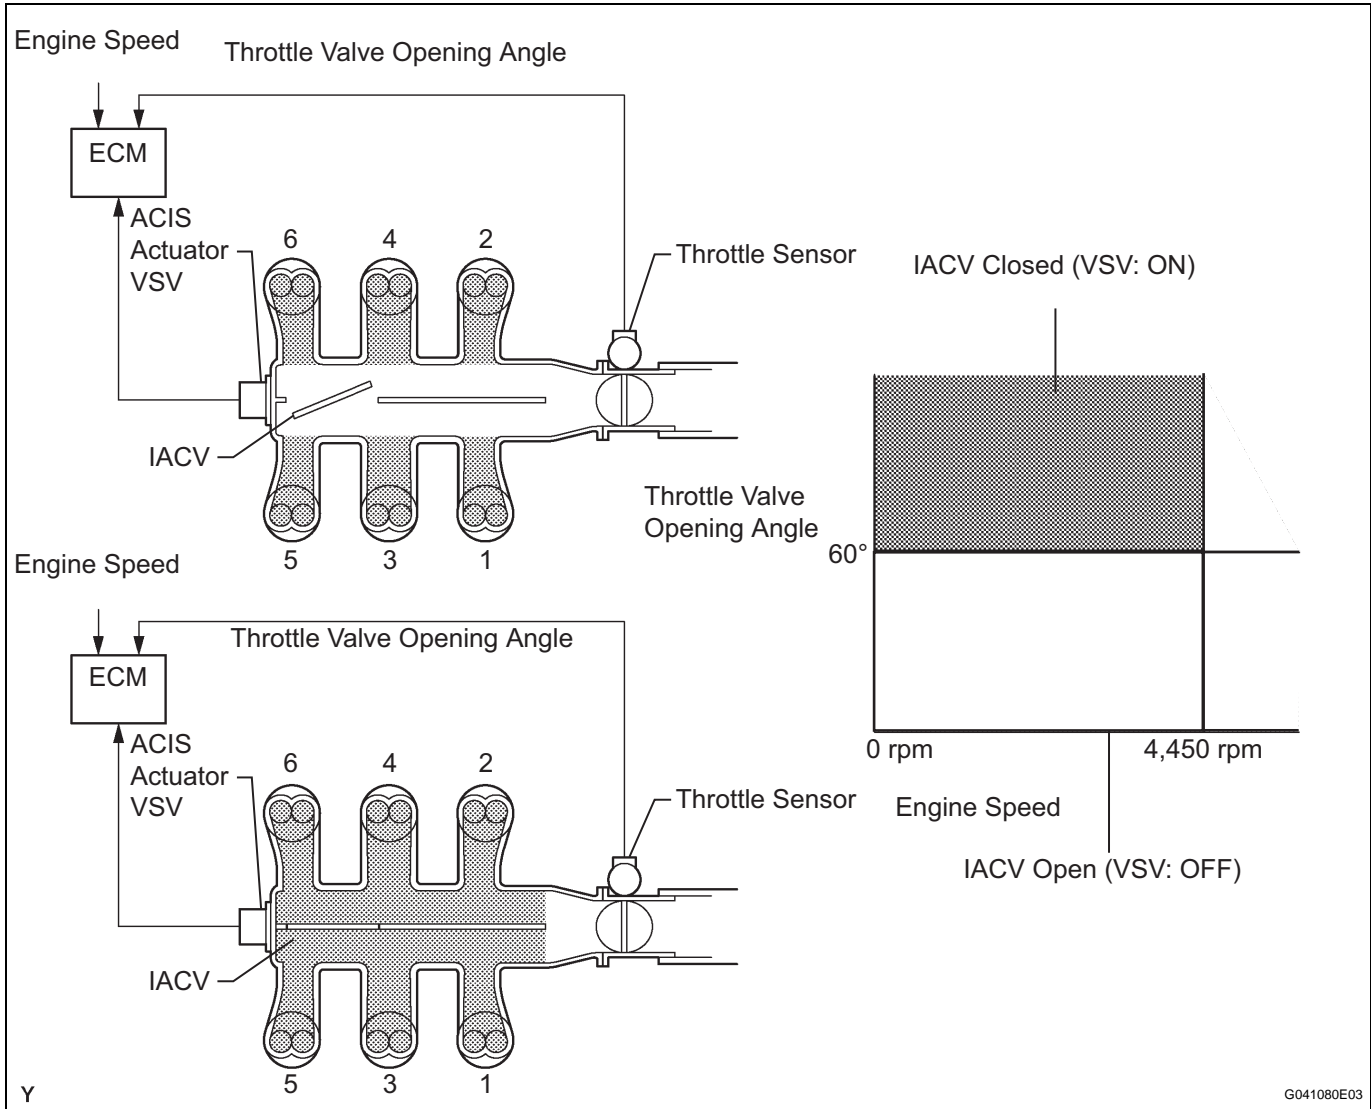 Engine Speed
Throttle Valve Opening Angle
ECM
ACIS
Actuator
VSV
6
4
2
Throttle Sensor
IACV
5
3
1
Engine Speed
Throttle Valve Opening Angle
ECM
ACIS
Actuator
VSV
6
4
2
Throttle Sensor
IACV
5
3
1
IACV Closed (VSV: ON)
Throttle Valve
Opening Angle
60°
0 rpm
4,450 rpm
Engine Speed
IACV Open (VSV: OFF)
Y
G041080E03